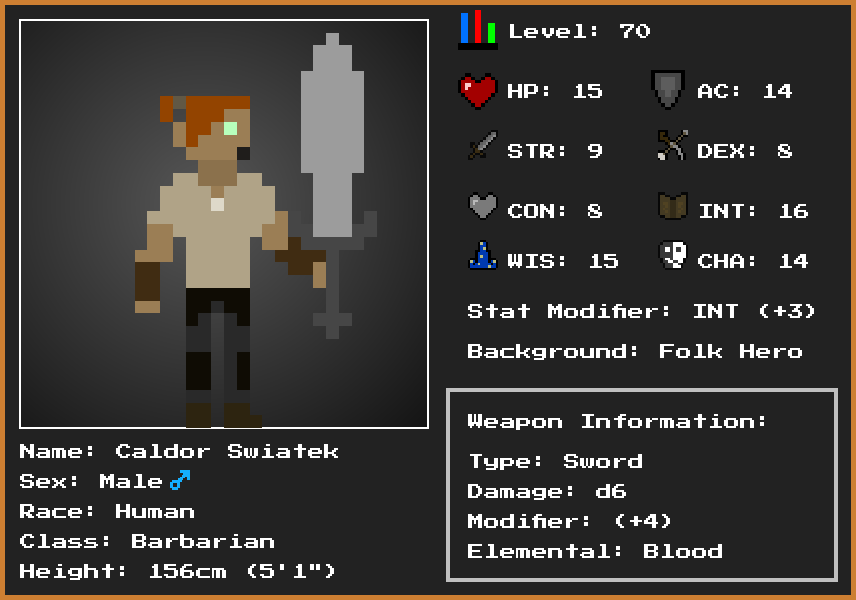 Level: 70
HP: 15
AC: 14
STR: 9
DEX: 8
CON: 8
INT: 16
WIS: 15
CHA: 14
Stat Modifier: INT (+3)
Background: Folk Hero
Weapon Information:
Type: Sword
Damage: d6
Modifier: (+4)
Elemental: Blood
Name: Caldor Swiatek
Sex: Male♂
Race: Human
Class: Barbarian
Height: 156cm (5'1")